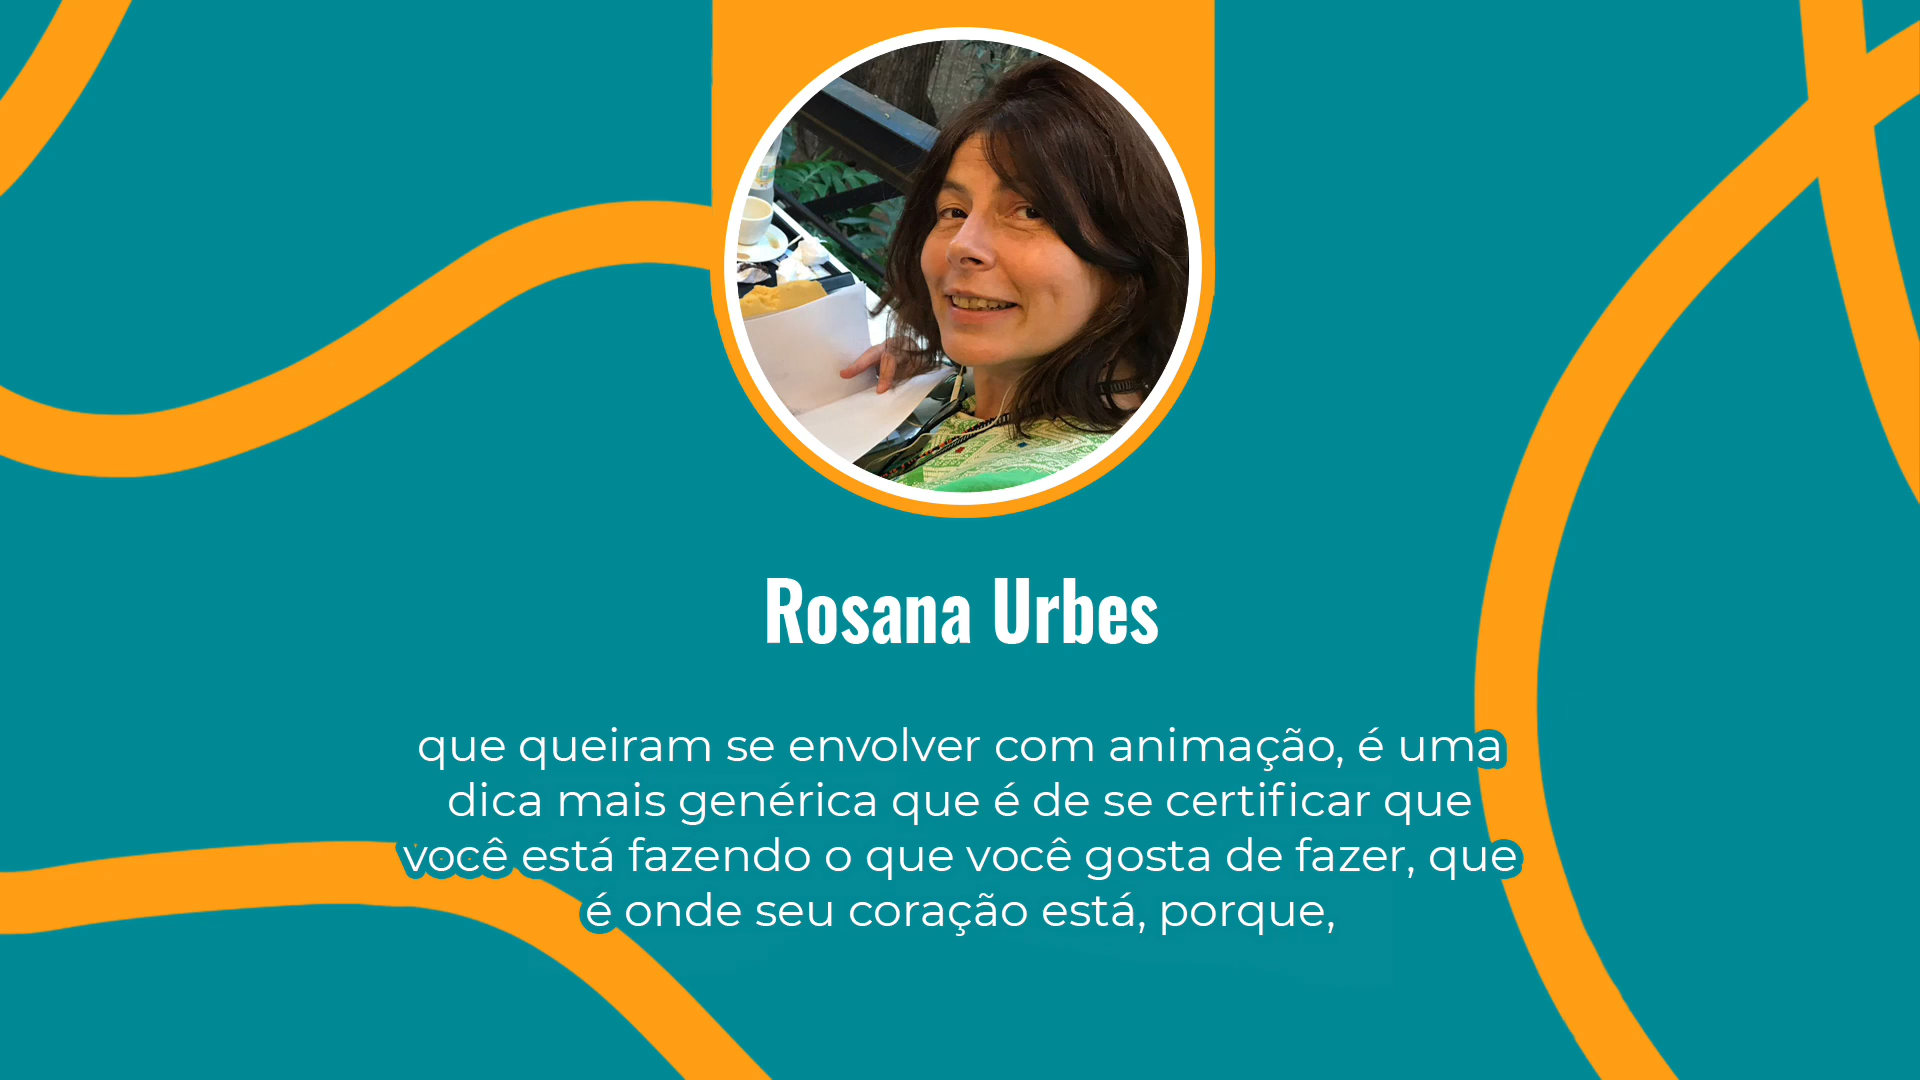 Rosana Urbes
que queiram se envolver com animação, é uma
dica mais genérica que é de se certificar que
você está fazendo o que você gosta de fazer, que
é onde seu coração está, porque,